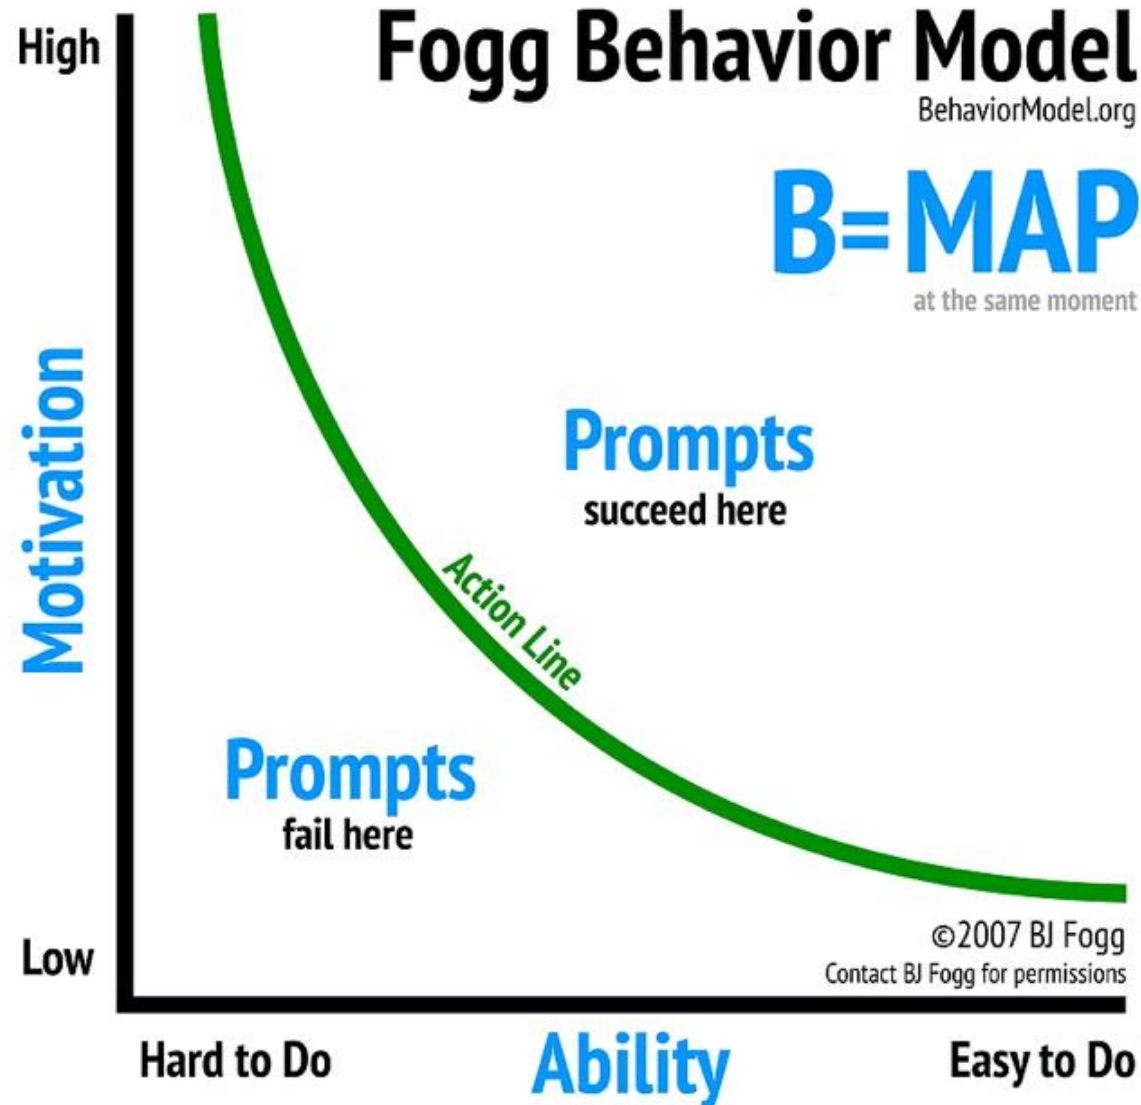 High
Fogg Behavior Model
BehaviorModel.org
B=MAP
at the same moment
Motivation
Prompts
succeed here
Action Line
Prompts
fail here
Low
©2007 BJ Fogg
Contact BJ Fogg for permissions
Hard to Do
Ability
Easy to Do